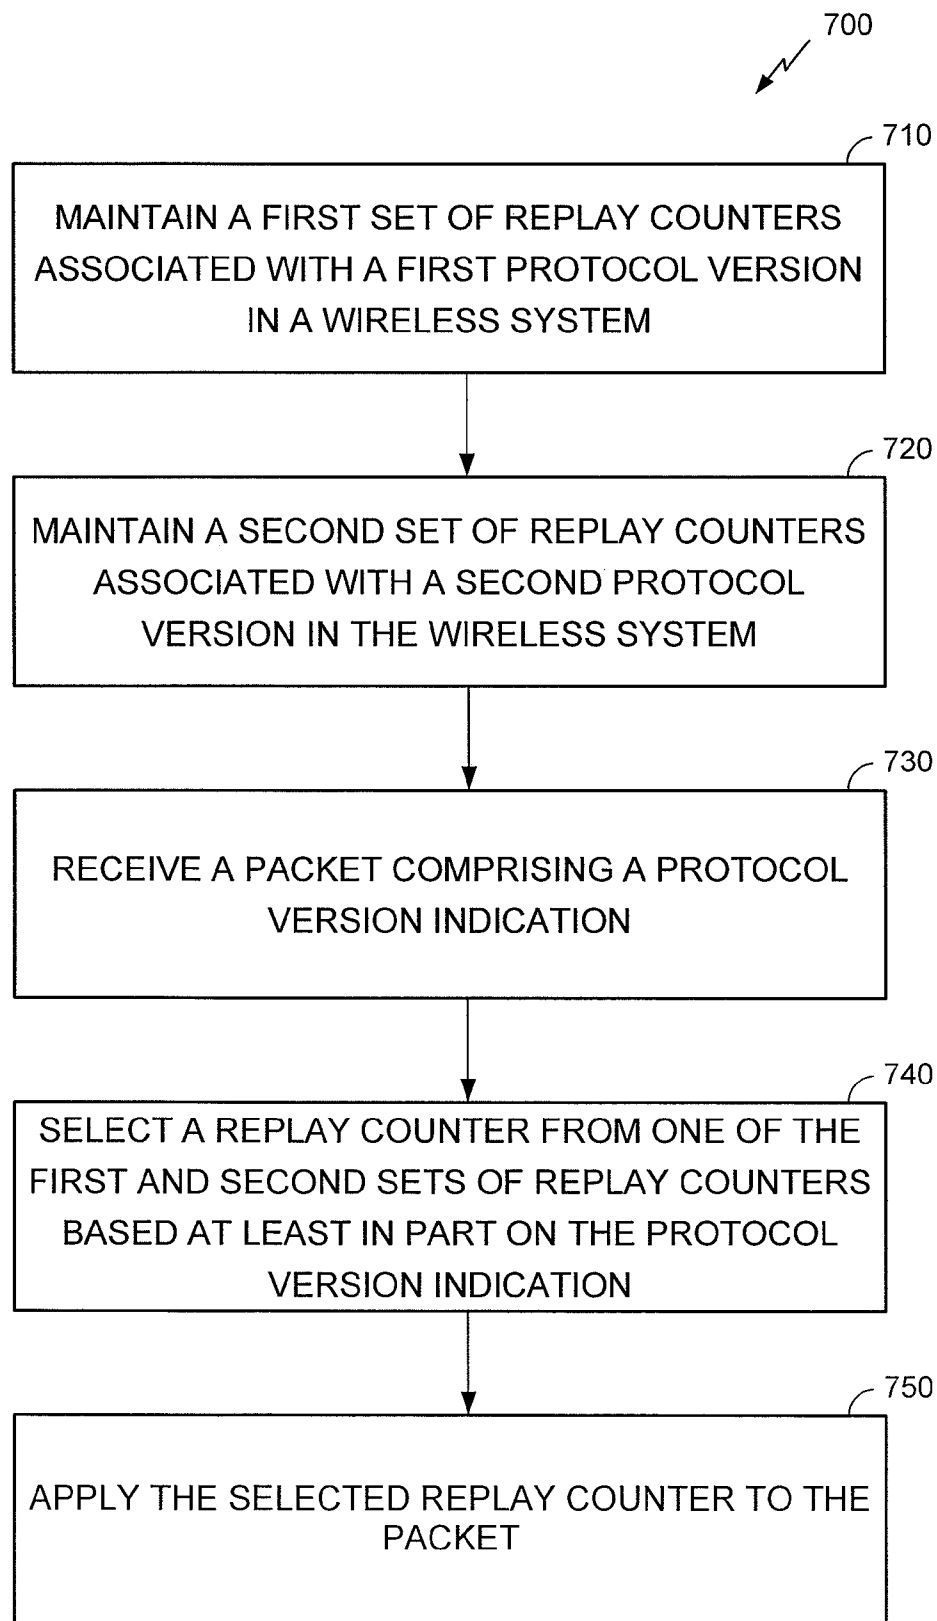 700
710
MAINTAIN A FIRST SET OF REPLAY COUNTERS
ASSOCIATED WITH A FIRST PROTOCOL VERSION
IN A WIRELESS SYSTEM
720
MAINTAIN A SECOND SET OF REPLAY COUNTERS
ASSOCIATED WITH A SECOND PROTOCOL
VERSION IN THE WIRELESS SYSTEM
730
RECEIVE A PACKET COMPRISING A PROTOCOL
VERSION INDICATION
740
SELECT A REPLAY COUNTER FROM ONE OF THE
FIRST AND SECOND SETS OF REPLAY COUNTERS
BASED AT LEAST IN PART ON THE PROTOCOL
VERSION INDICATION
750
APPLY THE SELECTED REPLAY COUNTER TO THE
PACKET